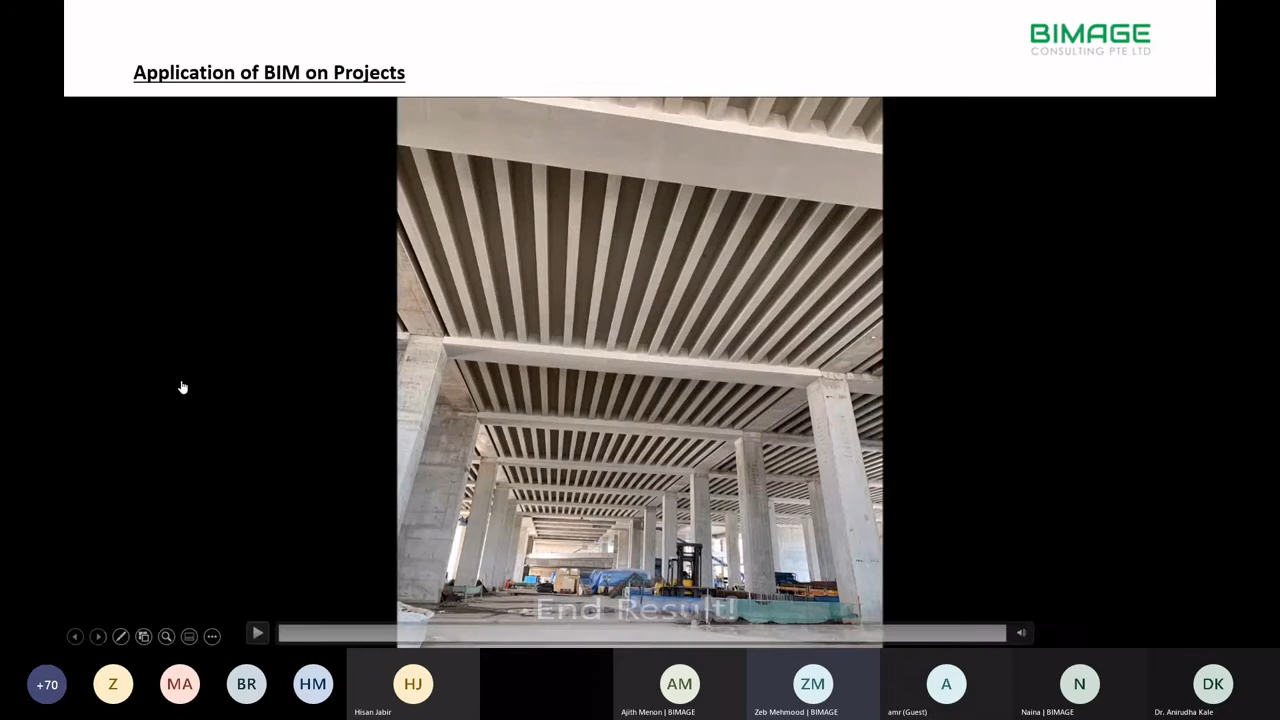 BIMAGE
CONSULTING PTE LTD
Application of BIM on Projects
End Result!
+70
Z
MA
BR
HM
HJ
AM
ZM
A
N
DK
Hisan Jabir
Ajith Menon | BIMAGE
Zeb Mehmood | BIMAGE
amr (Guest)
Naina | BIMAGE
Dr. Anirudha Kale